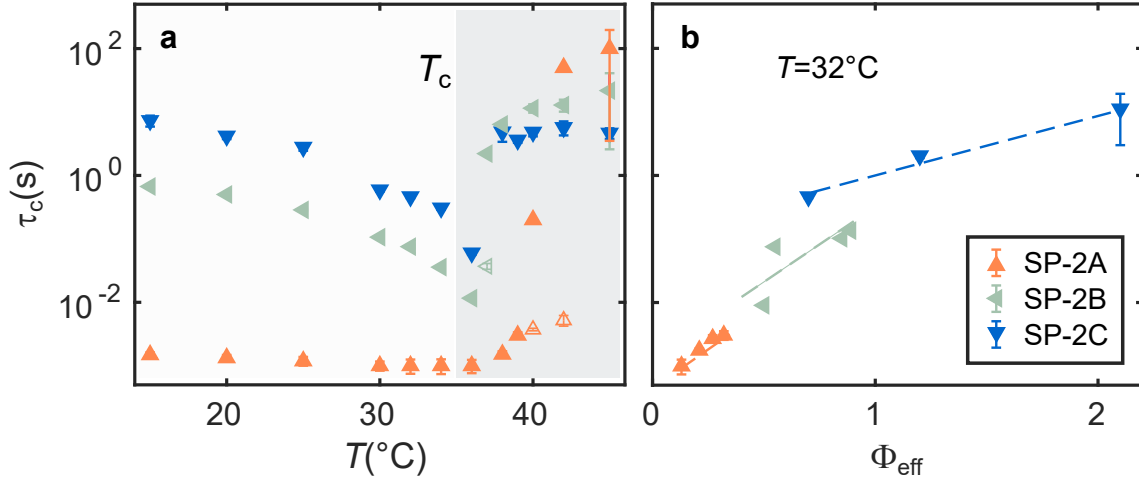 a
T_c
τ_c(s)
10^2
10^0
10^-2
20
30
40
T(°C)
b
T=32°C
SP-2A
SP-2B
SP-2C
0
1
2
Φ_eff